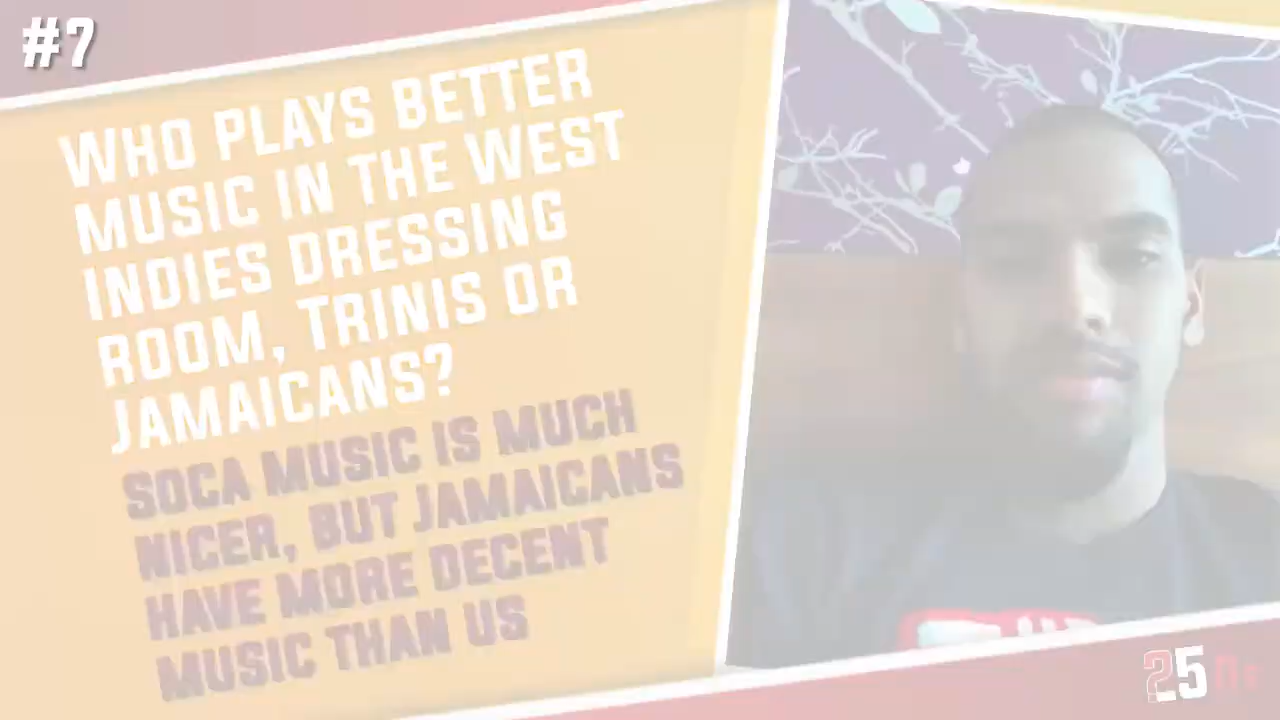 #7
WHO PLAYS BETTER
MUSIC IN THE WEST
INDIES DRESSING
ROOM, TRINIS OR
JAMAICANS?
SOCA MUSIC IS MUCH
NICER, BUT JAMAICANS
HAVE MORE DECENT
MUSIC THAN US
25